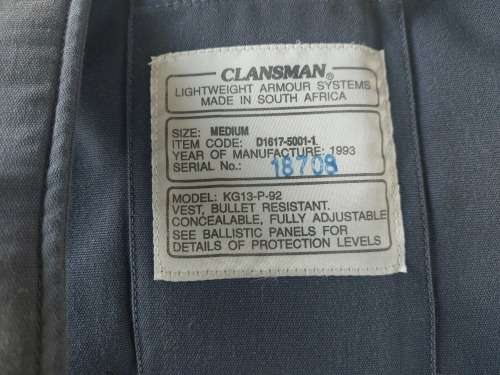 CLANSMAN®
LIGHTWEIGHT ARMOUR SYSTEMS
MADE IN SOUTH AFRICA
SIZE: MEDIUM
ITEM CODE: D1617-5001-1.
YEAR OF MANUFACTURE: 1993
SERIAL No.: 18708
MODEL: KG13-P-92
VEST, BULLET RESISTANT.
CONCEALABLE, FULLY ADJUSTABLE
SEE BALLISTIC PANELS FOR
DETAILS OF PROTECTION LEVELS